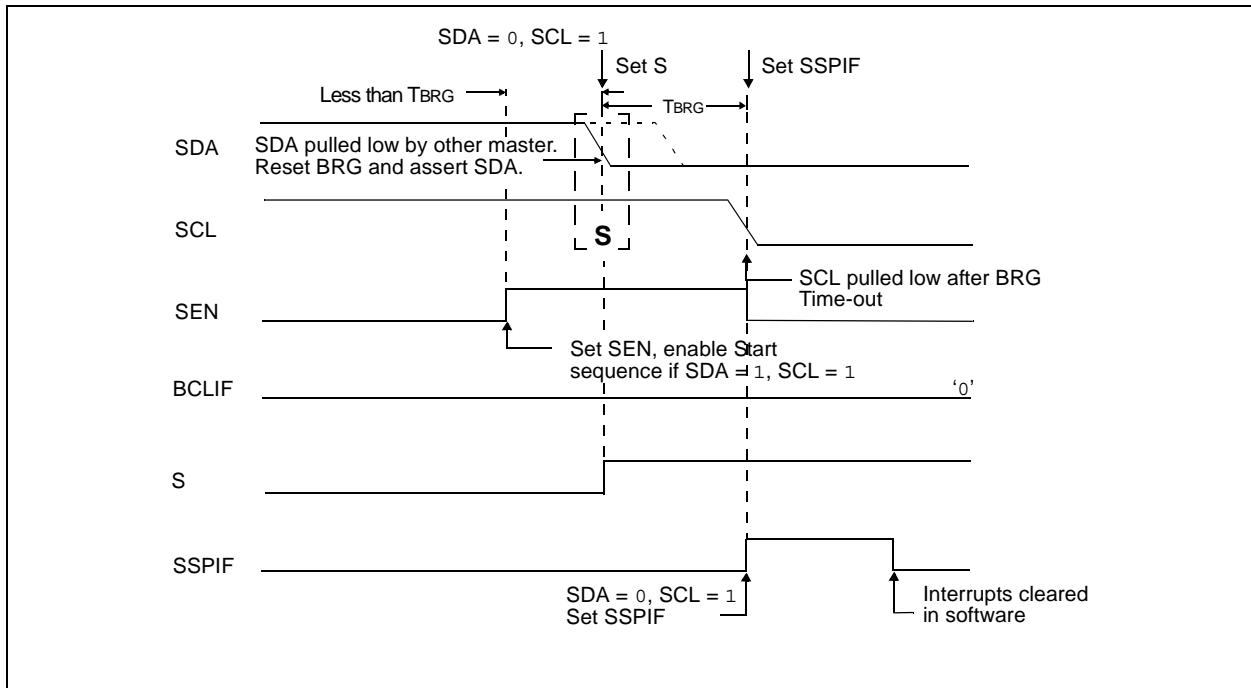 SDA = 0, SCL = 1
Set S
Set SSPIF
Less than TBRG
TBRG
SDA
SDA pulled low by other master.
Reset BRG and assert SDA.
SCL
S
SCL pulled low after BRG
Time-out
SEN
Set SEN, enable Start
sequence if SDA = 1, SCL = 1
BCLIF
‘0’
S
SSPIF
SDA = 0, SCL = 1
Set SSPIF
Interrupts cleared
in software